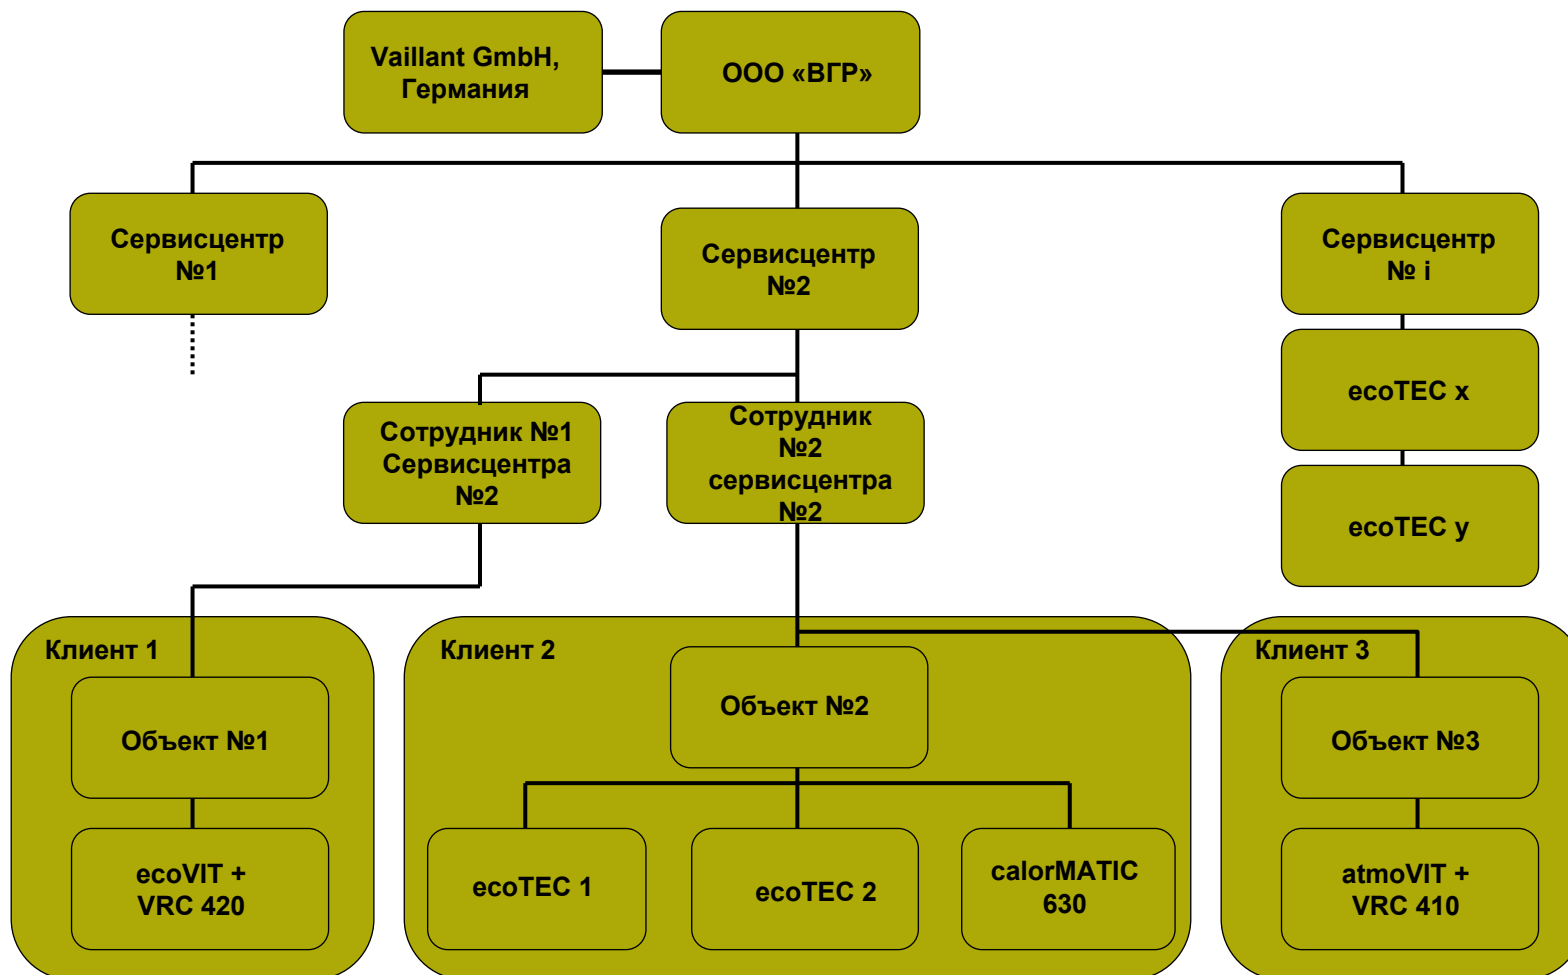 Vaillant GmbH,
Германия
ООО «ВГР»
Сервисцентр
№1
Сервисцентр
№2
Сервисцентр
№ i
ecoTEC x
ecoTEC y
Сотрудник №1
Сервисцентра
№2
Сотрудник
№2
сервисцентра
№2
Клиент 1
Объект №1
ecoVIT +
VRC 420
Клиент 2
Объект №2
ecoTEC 1
ecoTEC 2
calorMATIC
630
Клиент 3
Объект №3
atmoVIT +
VRC 410